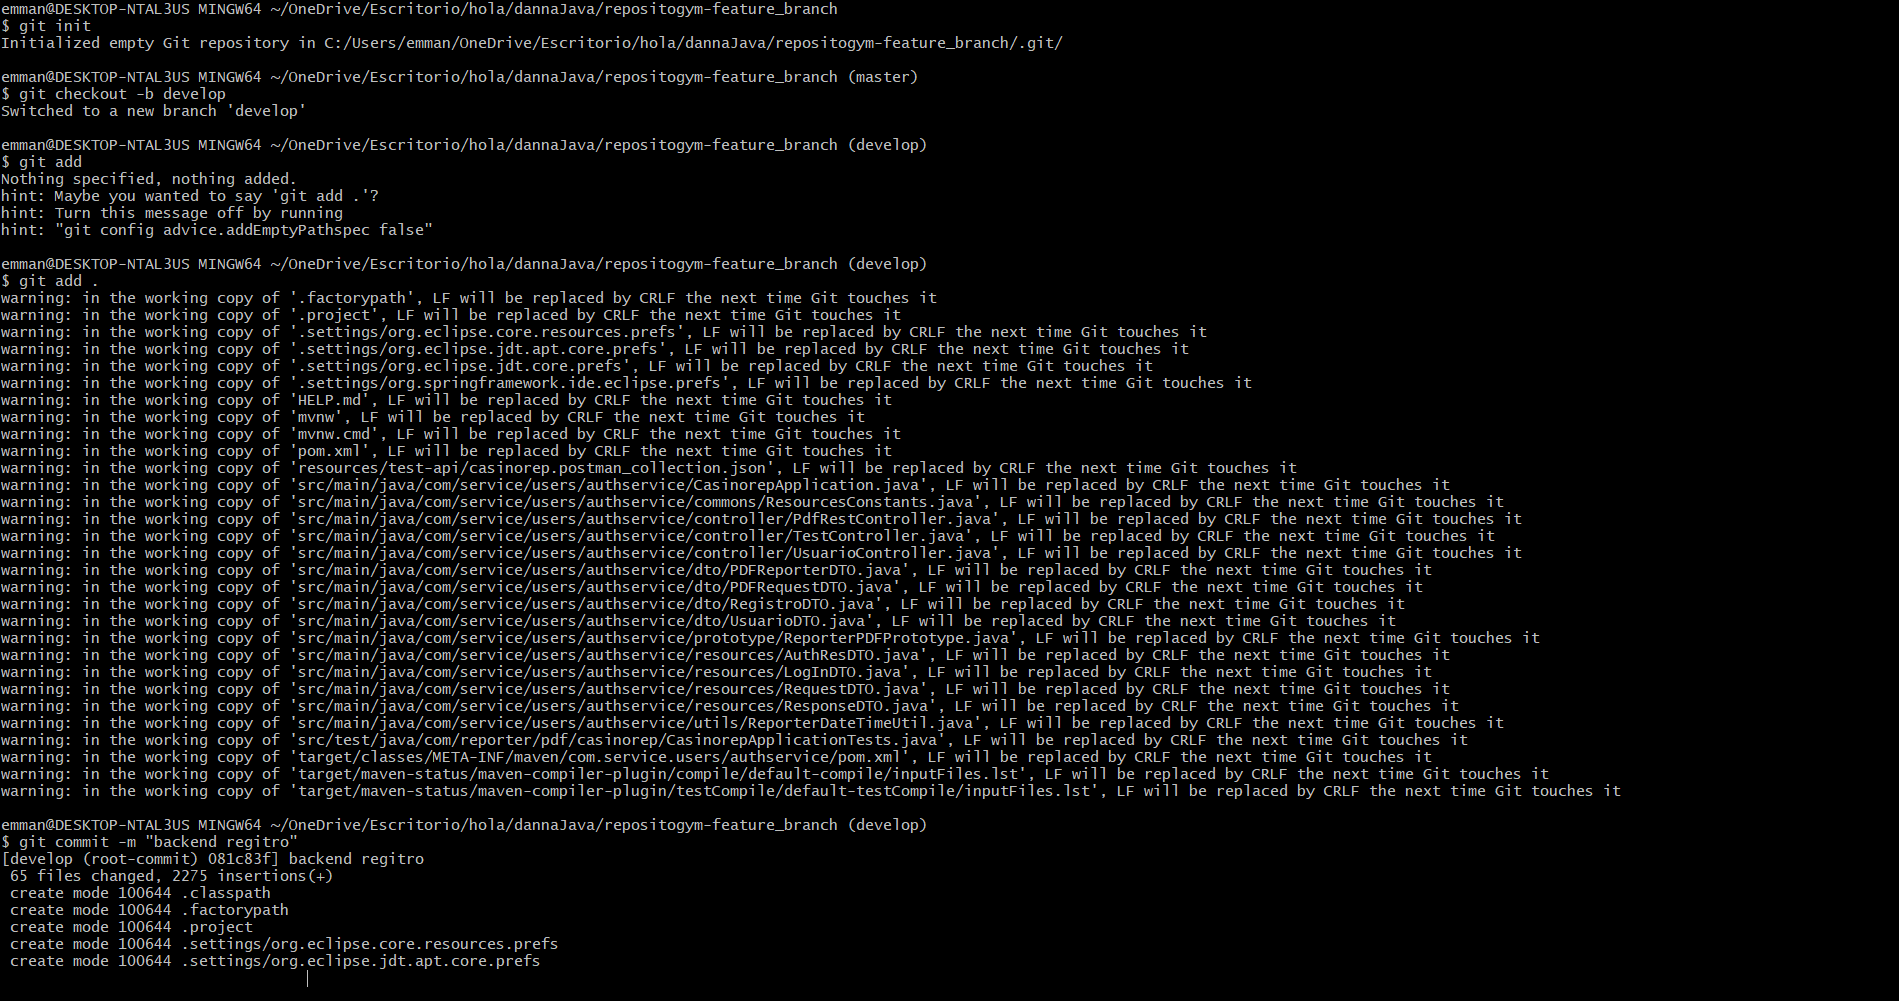 emman@DESKTOP-NTAL3US MINGW64 ~/OneDrive/Escritorio/hola/dannaJava/repositogym-feature_branch
$ git init
Initialized empty Git repository in C:/Users/emman/OneDrive/Escritorio/hola/dannaJava/repositogym-feature_branch/.git/
emman@DESKTOP-NTAL3US MINGW64 ~/OneDrive/Escritorio/hola/dannaJava/repositogym-feature_branch (master)
$ git checkout -b develop
Switched to a new branch 'develop'
emman@DESKTOP-NTAL3US MINGW64 ~/OneDrive/Escritorio/hola/dannaJava/repositogym-feature_branch (develop)
$ git add
Nothing specified, nothing added.
hint: Maybe you wanted to say 'git add .'?
hint: Turn this message off by running
hint: "git config advice.addEmptyPathspec false"
emman@DESKTOP-NTAL3US MINGW64 ~/OneDrive/Escritorio/hola/dannaJava/repositogym-feature_branch (develop)
$ git add .
warning: in the working copy of '.factorypath', LF will be replaced by CRLF the next time Git touches it
warning: in the working copy of '.project', LF will be replaced by CRLF the next time Git touches it
warning: in the working copy of '.settings/org.eclipse.core.resources.prefs', LF will be replaced by CRLF the next time Git touches it
warning: in the working copy of '.settings/org.eclipse.jdt.apt.core.prefs', LF will be replaced by CRLF the next time Git touches it
warning: in the working copy of '.settings/org.eclipse.jdt.core.prefs', LF will be replaced by CRLF the next time Git touches it
warning: in the working copy of '.settings/org.springframework.ide.eclipse.prefs', LF will be replaced by CRLF the next time Git touches it
warning: in the working copy of 'HELP.md', LF will be replaced by CRLF the next time Git touches it
warning: in the working copy of 'mvnw', LF will be replaced by CRLF the next time Git touches it
warning: in the working copy of 'mvnw.cmd', LF will be replaced by CRLF the next time Git touches it
warning: in the working copy of 'pom.xml', LF will be replaced by CRLF the next time Git touches it
warning: in the working copy of 'resources/test-api/casinorep.postman_collection.json', LF will be replaced by CRLF the next time Git touches it
warning: in the working copy of 'src/main/java/com/service/users/authservice/CasinorepApplication.java', LF will be replaced by CRLF the next time Git touches it
warning: in the working copy of 'src/main/java/com/service/users/authservice/commons/ResourcesConstants.java', LF will be replaced by CRLF the next time Git touches it
warning: in the working copy of 'src/main/java/com/service/users/authservice/controller/PdfRestController.java', LF will be replaced by CRLF the next time Git touches it
warning: in the working copy of 'src/main/java/com/service/users/authservice/controller/TestController.java', LF will be replaced by CRLF the next time Git touches it
warning: in the working copy of 'src/main/java/com/service/users/authservice/controller/UsuarioController.java', LF will be replaced by CRLF the next time Git touches it
warning: in the working copy of 'src/main/java/com/service/users/authservice/dto/PDFReporterDTO.java', LF will be replaced by CRLF the next time Git touches it
warning: in the working copy of 'src/main/java/com/service/users/authservice/dto/PDFRequestDTO.java', LF will be replaced by CRLF the next time Git touches it
warning: in the working copy of 'src/main/java/com/service/users/authservice/dto/RegistroDTO.java', LF will be replaced by CRLF the next time Git touches it
warning: in the working copy of 'src/main/java/com/service/users/authservice/dto/UsuarioDTO.java', LF will be replaced by CRLF the next time Git touches it
warning: in the working copy of 'src/main/java/com/service/users/authservice/prototype/ReporterPDFPrototype.java', LF will be replaced by CRLF the next time Git touches it
warning: in the working copy of 'src/main/java/com/service/users/authservice/resources/AuthResDTO.java', LF will be replaced by CRLF the next time Git touches it
warning: in the working copy of 'src/main/java/com/service/users/authservice/resources/LogInDTO.java', LF will be replaced by CRLF the next time Git touches it
warning: in the working copy of 'src/main/java/com/service/users/authservice/resources/RequestDTO.java', LF will be replaced by CRLF the next time Git touches it
warning: in the working copy of 'src/main/java/com/service/users/authservice/resources/ResponseDTO.java', LF will be replaced by CRLF the next time Git touches it
warning: in the working copy of 'src/main/java/com/service/users/authservice/utils/ReporterDateTimeUtil.java', LF will be replaced by CRLF the next time Git touches it
warning: in the working copy of 'src/test/java/com/reporter/pdf/casinorep/CasinorepApplicationTests.java', LF will be replaced by CRLF the next time Git touches it
warning: in the working copy of 'target/classes/META-INF/maven/com.service.users/authservice/pom.xml', LF will be replaced by CRLF the next time Git touches it
warning: in the working copy of 'target/maven-status/maven-compiler-plugin/compile/default-compile/inputFiles.lst', LF will be replaced by CRLF the next time Git touches it
warning: in the working copy of 'target/maven-status/maven-compiler-plugin/testCompile/default-testCompile/inputFiles.lst', LF will be replaced by CRLF the next time Git touches it
emman@DESKTOP-NTAL3US MINGW64 ~/OneDrive/Escritorio/hola/dannaJava/repositogym-feature_branch (develop)
$ git commit -m "backend regitro"
[develop (root-commit) 081c83f] backend regitro
65 files changed, 2275 insertions(+)
create mode 100644 .classpath
create mode 100644 .factorypath
create mode 100644 .project
create mode 100644 .settings/org.eclipse.core.resources.prefs
create mode 100644 .settings/org.eclipse.jdt.apt.core.prefs